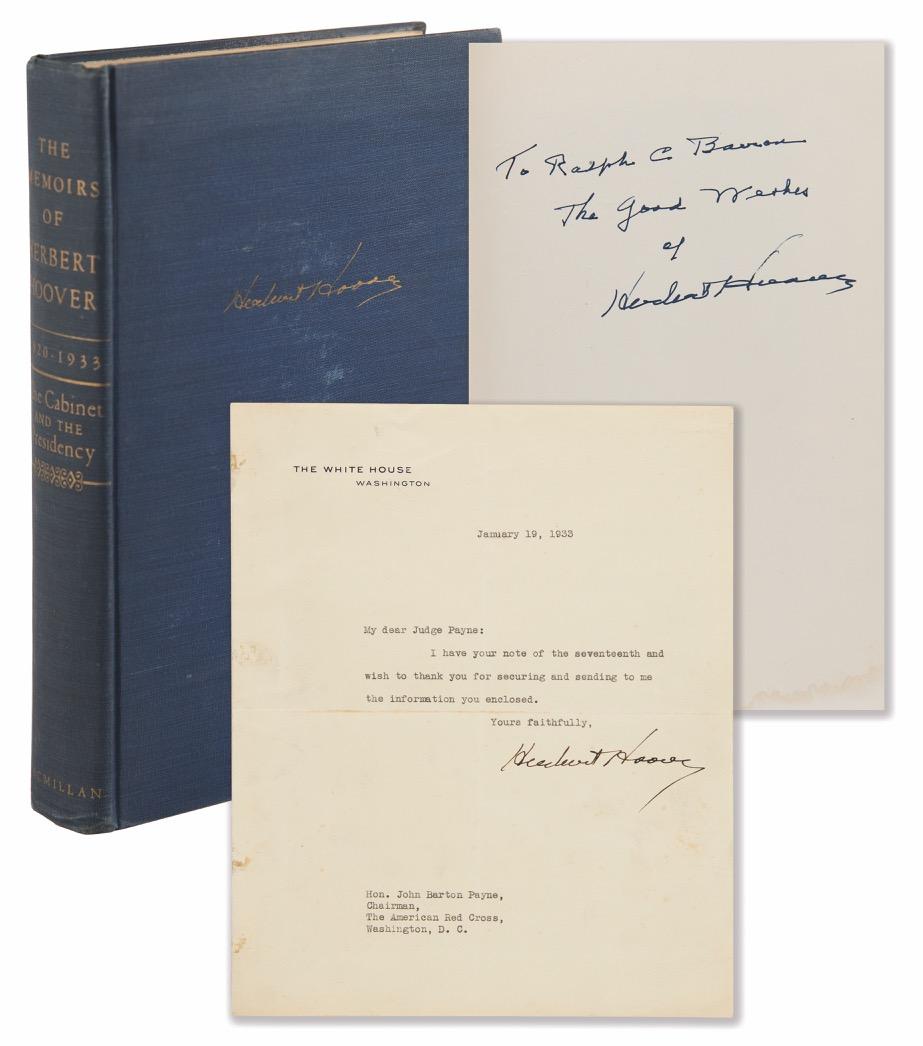 THE
MEMOIRS
OF
HERBERT
HOOVER
1920-1933
The Cabinet
AND THE
Presidency
MACMILLAN
Herbert Hoover
To Ralph C
The Good Wishes
of
Herbert Hoover
THE WHITE HOUSE
WASHINGTON
January 19, 1933
My dear Judge Payne:
I have your note of the seventeenth and
wish to thank you for securing and sending to me
the information you enclosed.
Yours faithfully,
Herbert Hoover
Hon. John Barton Payne,
Chairman,
The American Red Cross,
Washington, D. C.